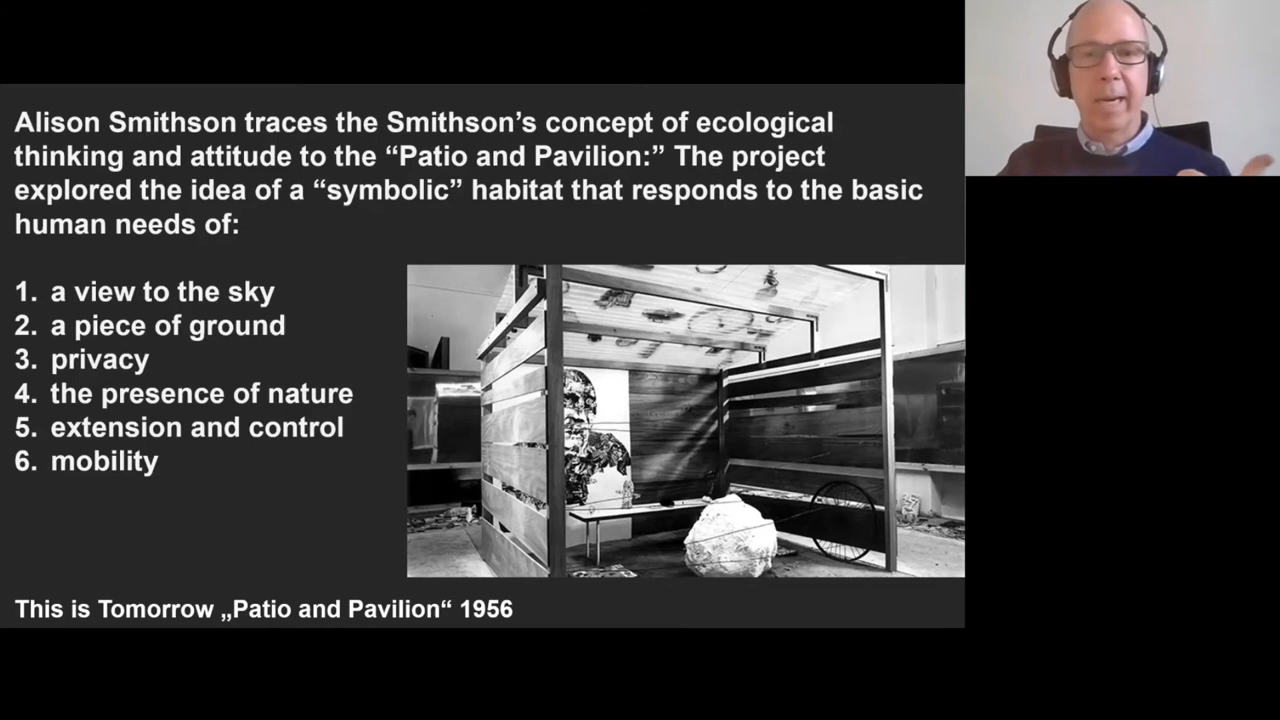 Alison Smithson traces the Smithson’s concept of ecological
thinking and attitude to the “Patio and Pavilion:” The project
explored the idea of a “symbolic” habitat that responds to the basic
human needs of:
1. a view to the sky
2. a piece of ground
3. privacy
4. the presence of nature
5. extension and control
6. mobility
This is Tomorrow „Patio and Pavilion“ 1956